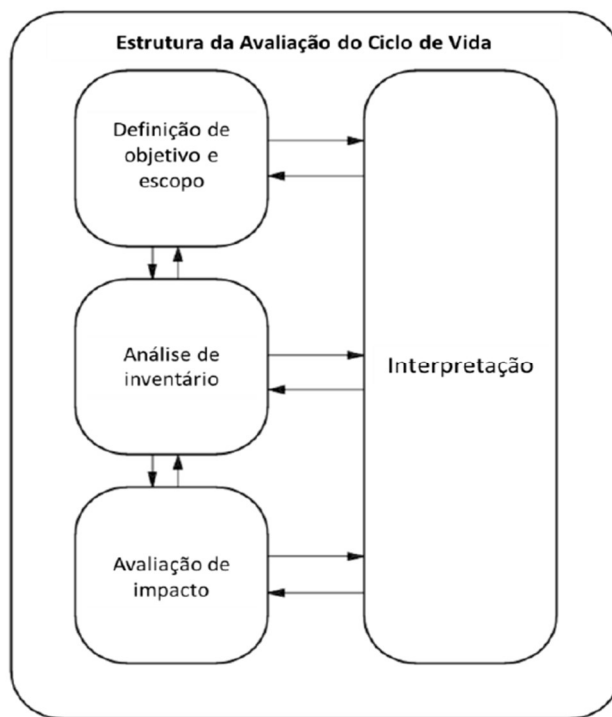 Estrutura da Avaliação do Ciclo de Vida
Definição de
objetivo e
escopo
Análise de
inventário
Interpretação
Avaliação de
impacto